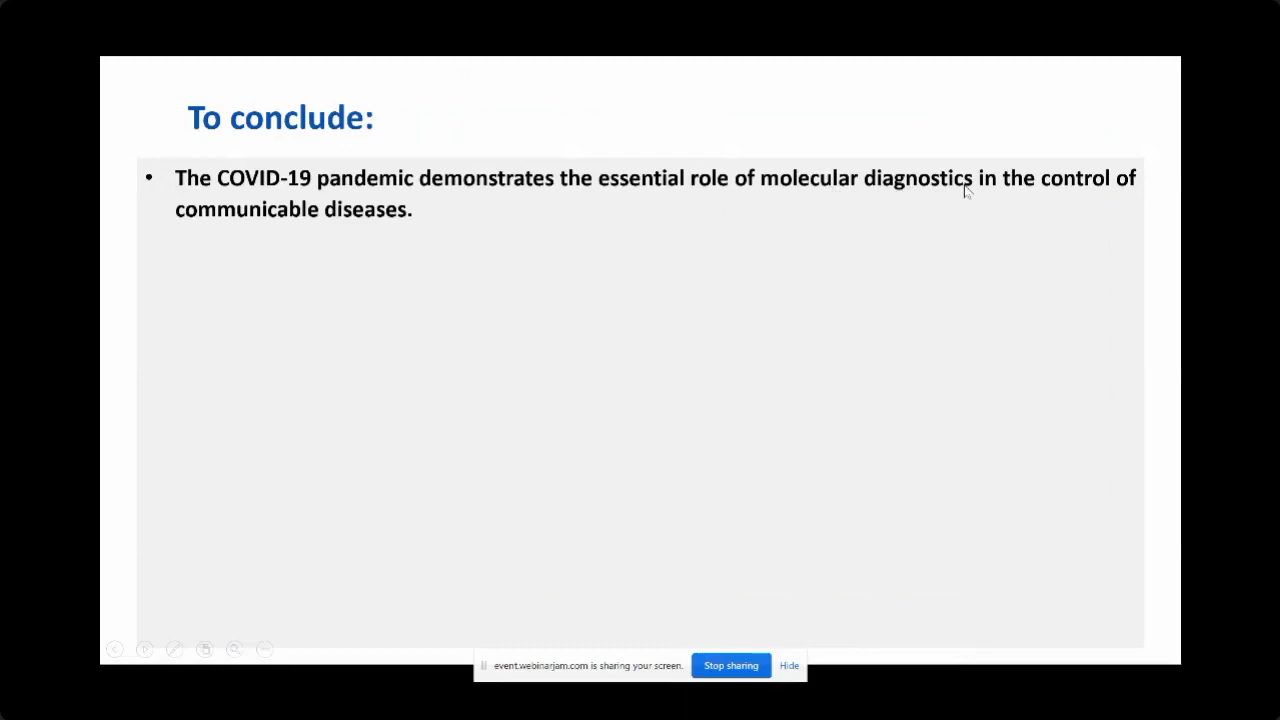 To conclude:
• The COVID-19 pandemic demonstrates the essential role of molecular diagnostics in the control of
communicable diseases.
event.webinarjam.com is sharing your screen. Stop sharing Hide